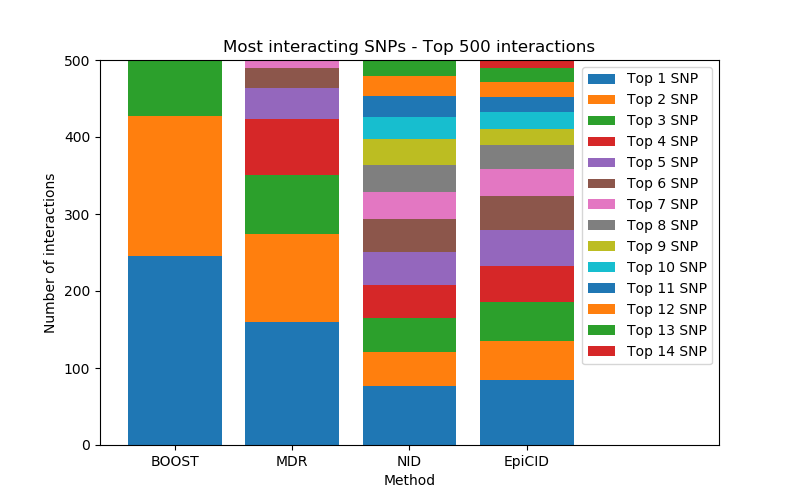 Most interacting SNPs - Top 500 interactions
Number of interactions
500
400
300
200
100
0
BOOST
MDR
NID
EpiCID
Method
Top 1 SNP
Top 2 SNP
Top 3 SNP
Top 4 SNP
Top 5 SNP
Top 6 SNP
Top 7 SNP
Top 8 SNP
Top 9 SNP
Top 10 SNP
Top 11 SNP
Top 12 SNP
Top 13 SNP
Top 14 SNP